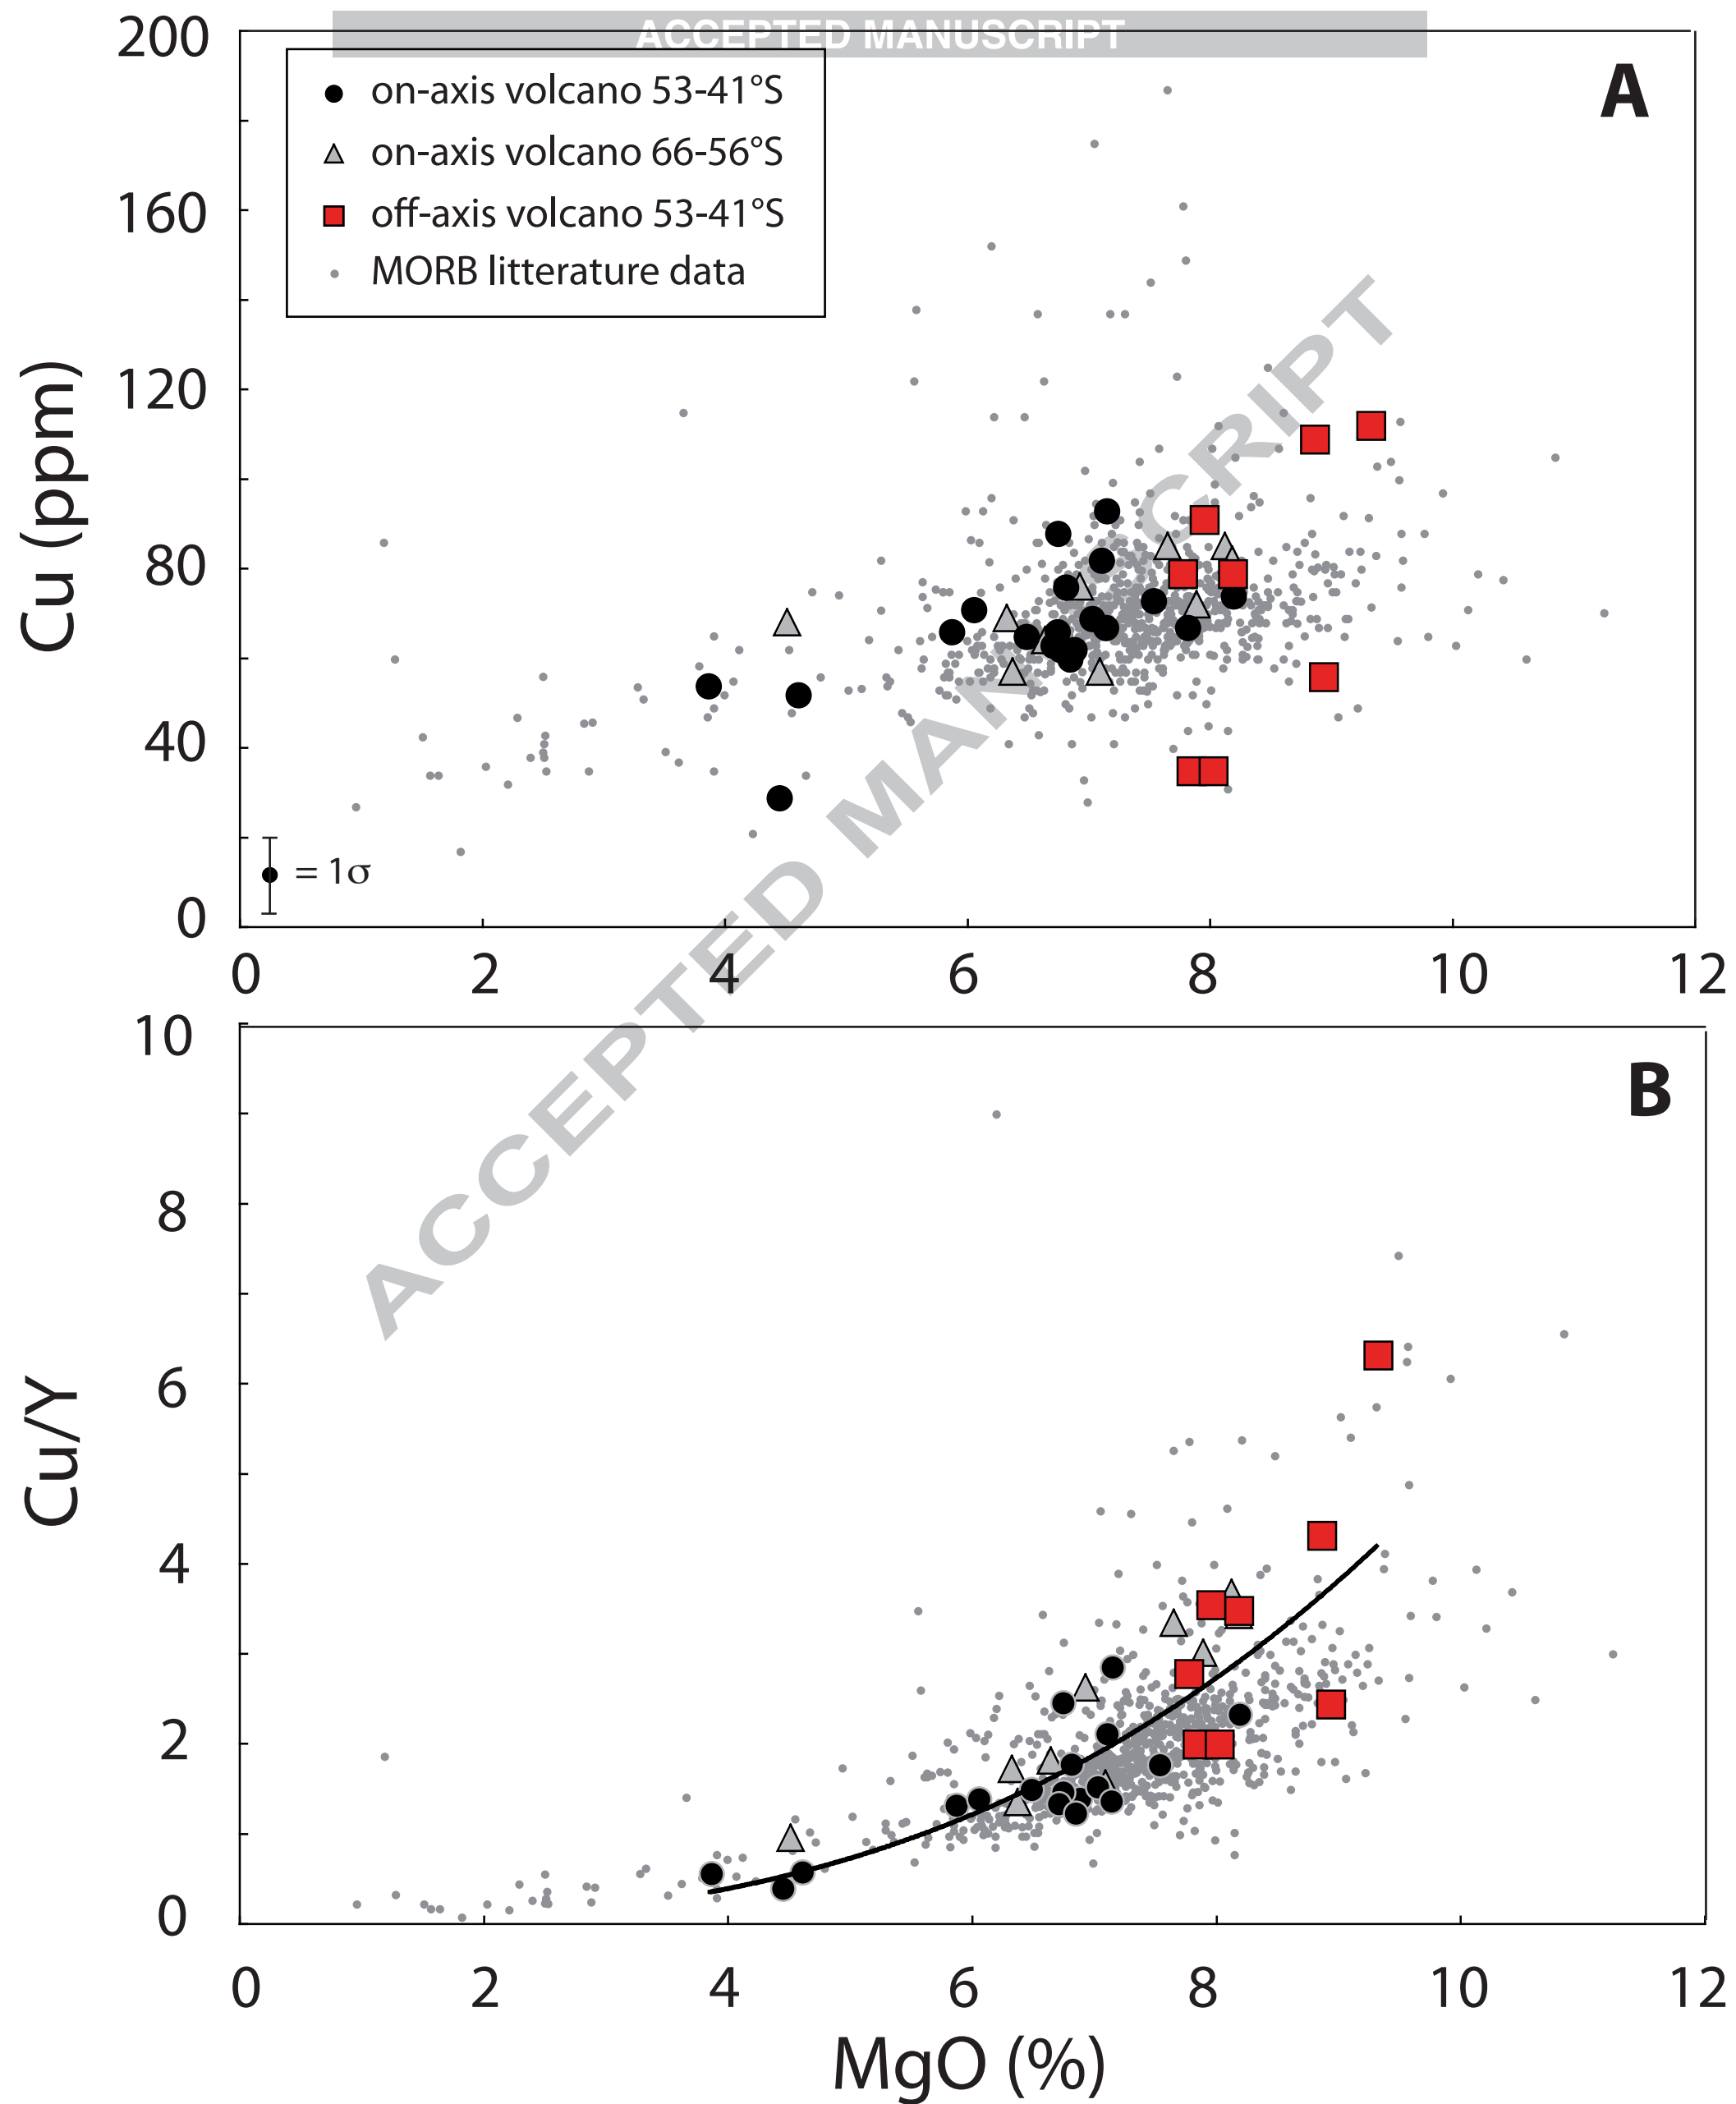 ACCEPTED MANUSCRIPT
A
on-axis volcano 53-41°S
on-axis volcano 66-56°S
off-axis volcano 53-41°S
MORB litterature data
200
160
120
80
40
0
Cu (ppm)
= 1σ
0 2 4 6 8 10 12
ACCEPTED MANUSCRIPT
B
10
8
6
4
2
0
Cu/Y
0 2 4 6 8 10 12
MgO (%)